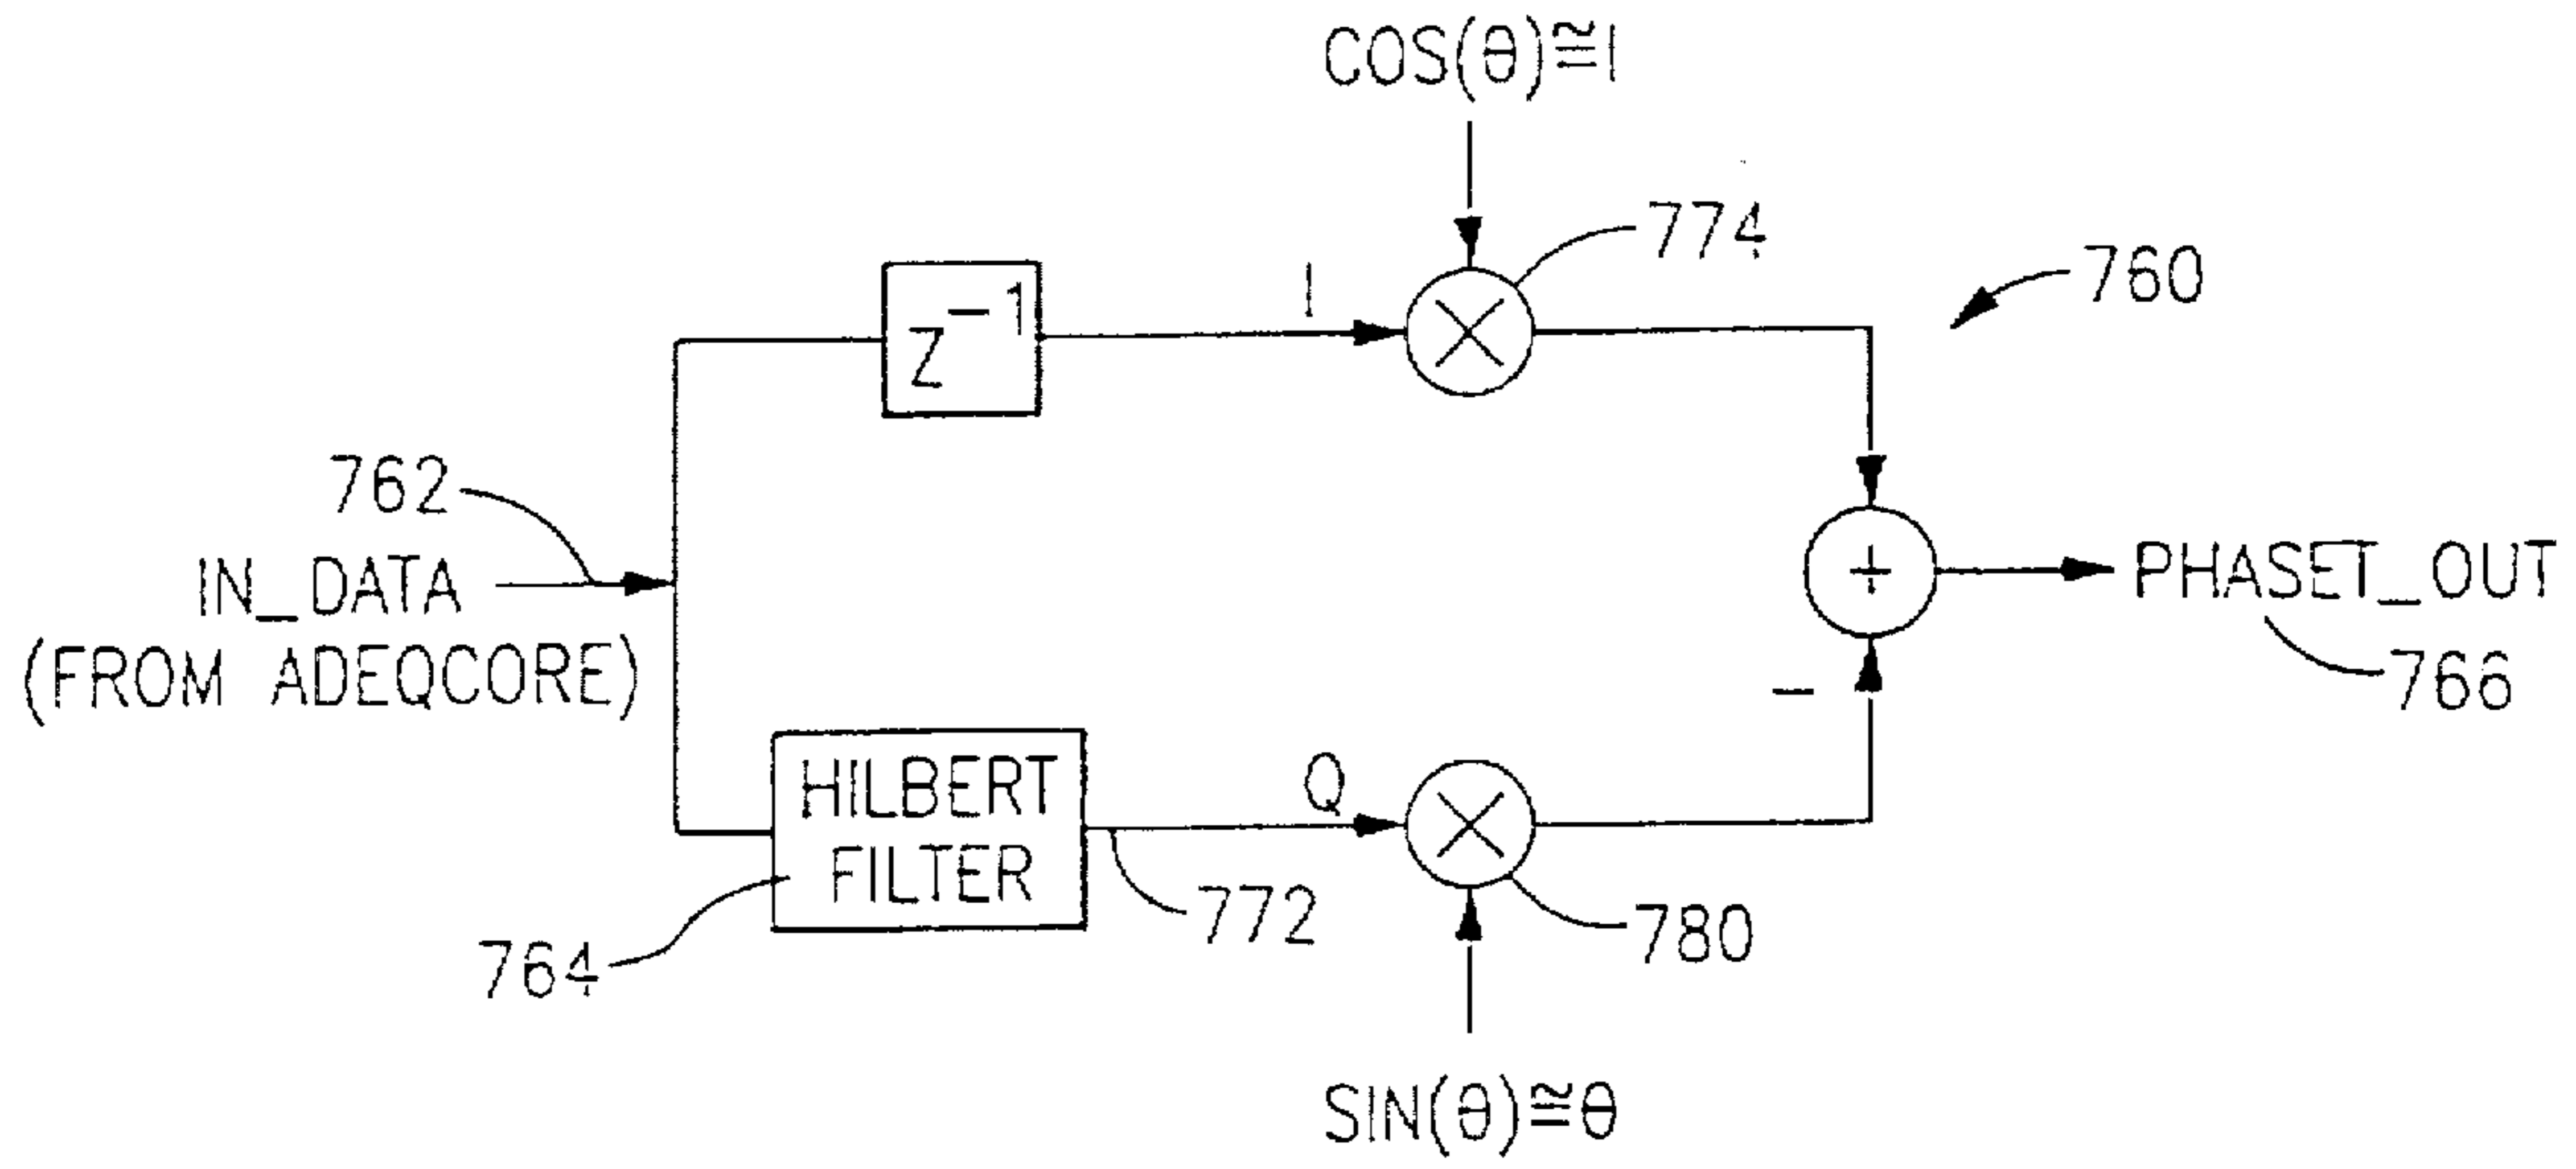 COS(θ)≅1
774
760
Z⁻¹
I
762
IN_DATA
(FROM ADEQCORE)
+
PHASET_OUT
766
−
HILBERT
FILTER
Q
772
764
780
SIN(θ)≅θ